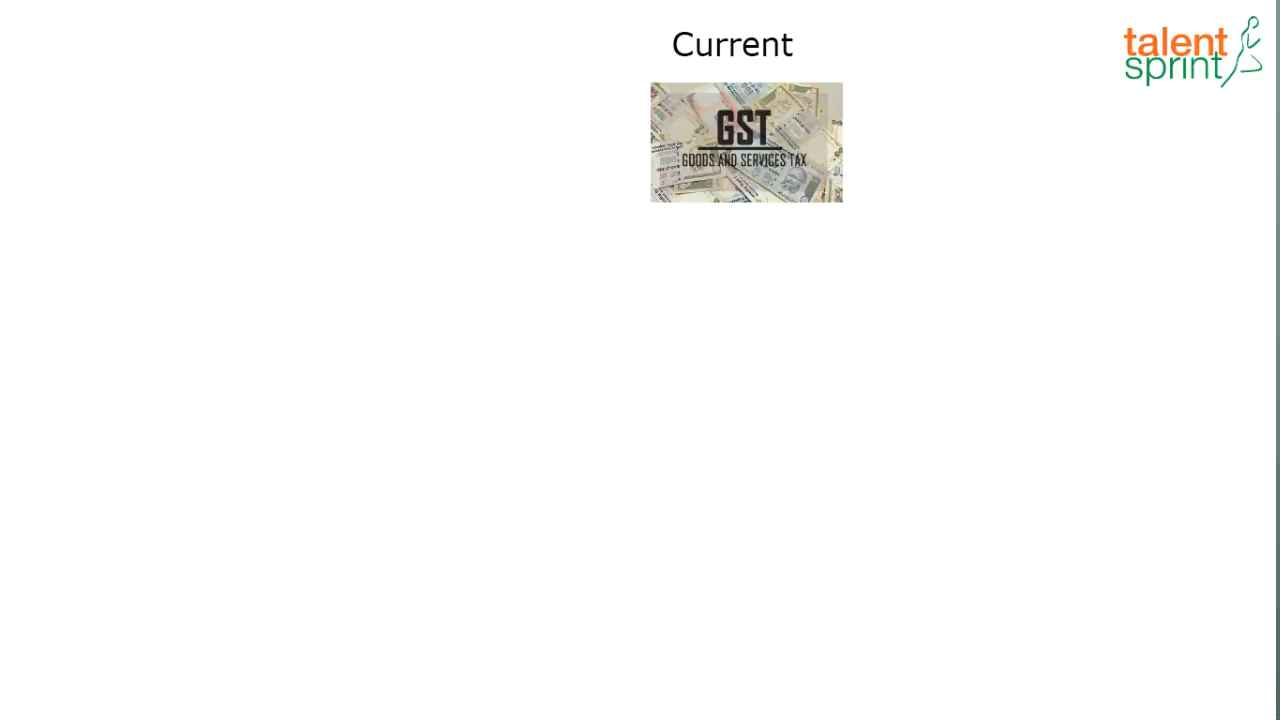 Current
talent
sprint
GST
GOODS AND SERVICES TAX